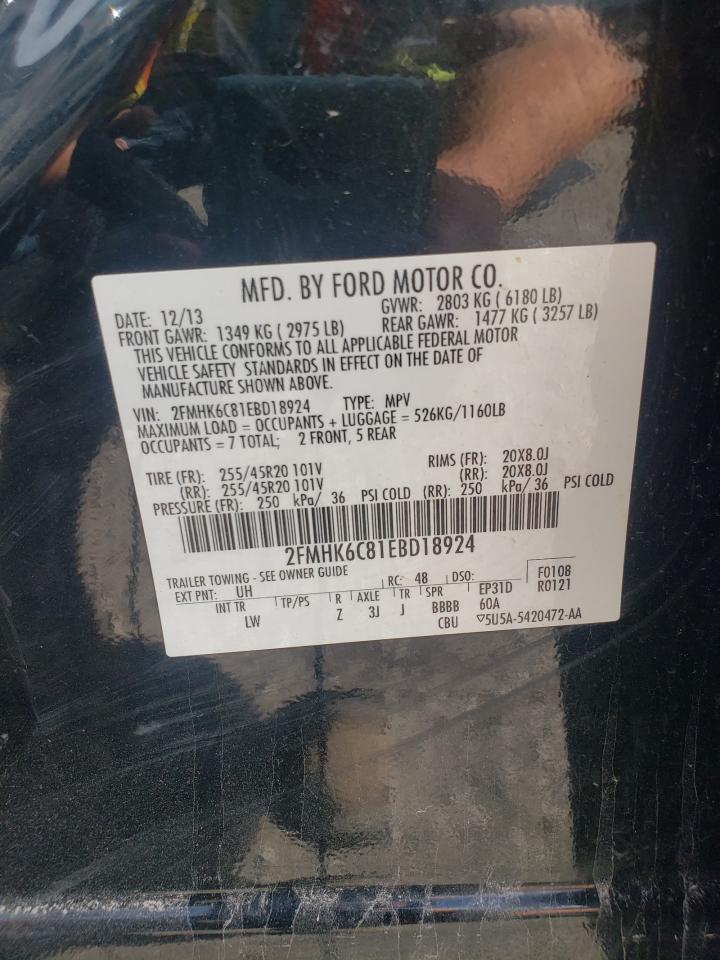 MFD. BY FORD MOTOR CO.
DATE: 12/13 GVWR: 2803 KG ( 6180 LB)
FRONT GAWR: 1349 KG ( 2975 LB) REAR GAWR: 1477 KG ( 3257 LB)
THIS VEHICLE CONFORMS TO ALL APPLICABLE FEDERAL MOTOR
VEHICLE SAFETY STANDARDS IN EFFECT ON THE DATE OF
MANUFACTURE SHOWN ABOVE.
VIN: 2FMHK6C81EBD18924 TYPE: MPV
MAXIMUM LOAD = OCCUPANTS + LUGGAGE = 526KG/1160LB
OCCUPANTS = 7 TOTAL; 2 FRONT, 5 REAR
TIRE (FR): 255/45R20 101V RIMS (FR): 20X8.0J
(RR): 255/45R20 101V (RR): 20X8.0J
PRESSURE (FR): 250 kPa/ 36 PSI COLD (RR): 250 kPa/ 36 PSI COLD
2FMHK6C81EBD18924
TRAILER TOWING - SEE OWNER GUIDE
EXT PNT: UH RC: 48 DSO: F0108
INT TR TP/PS R AXLE TR SPR EP31D R0121
LW Z 3J J BBBB 60A
CBU ▽5U5A-5420472-AA